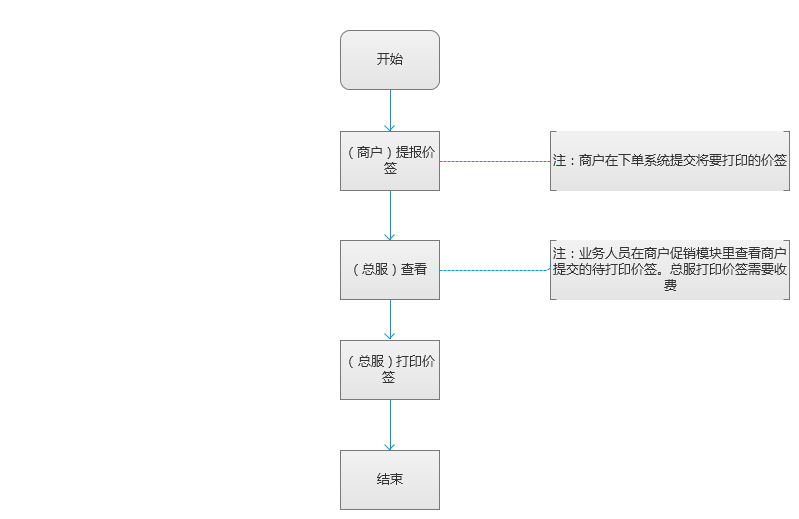 开始
（商户）提报价
签
注：商户在下单系统提交将要打印的价签
（总服）查看
注：业务人员在商户促销模块里查看商户
提交的待打印价签。总服打印价签需要收
费
（总服）打印价
签
结束